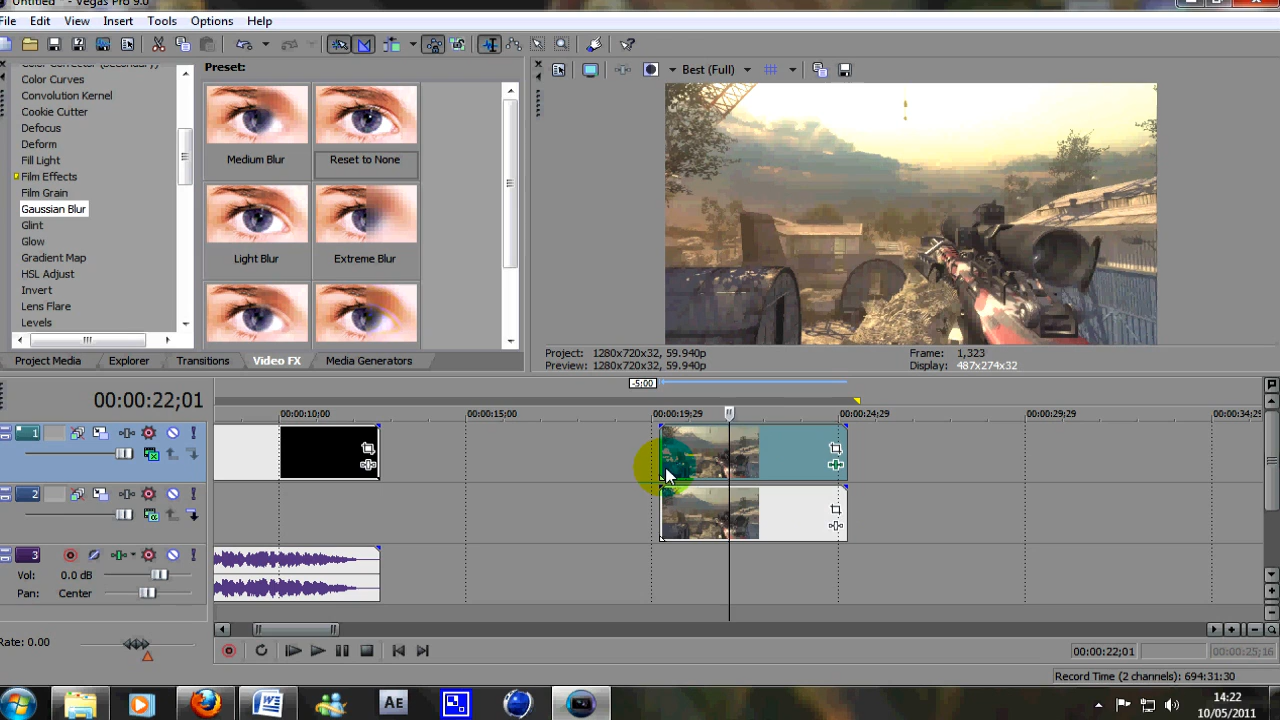 Untitled * - Vegas Pro 9.0
File Edit View Insert Tools Options Help
Preset:
Color Corrector (Secondary)
Color Curves
Convolution Kernel
Cookie Cutter
Defocus
Deform
Fill Light
Film Effects
Film Grain
Gaussian Blur
Glint
Glow
Gradient Map
HSL Adjust
Invert
Lens Flare
Levels
Medium Blur
Reset to None
Light Blur
Extreme Blur
Project Media Explorer Transitions Video FX Media Generators
Best (Full)
Project: 1280x720x32, 59.940p
Preview: 1280x720x32, 59.940p
Frame: 1,323
Display: 487x274x32
-5:00
00:00:22;01
00:00:10;00 00:00:15;00 00:00:19;29 00:00:24;29 00:00:29;29 00:00:34;29
1
2
3
Vol: 0.0 dB
Pan: Center
Rate: 0.00
00:00:22;01 00:00:25;16
Record Time (2 channels): 694:31:30
AE
14:22
10/05/2011